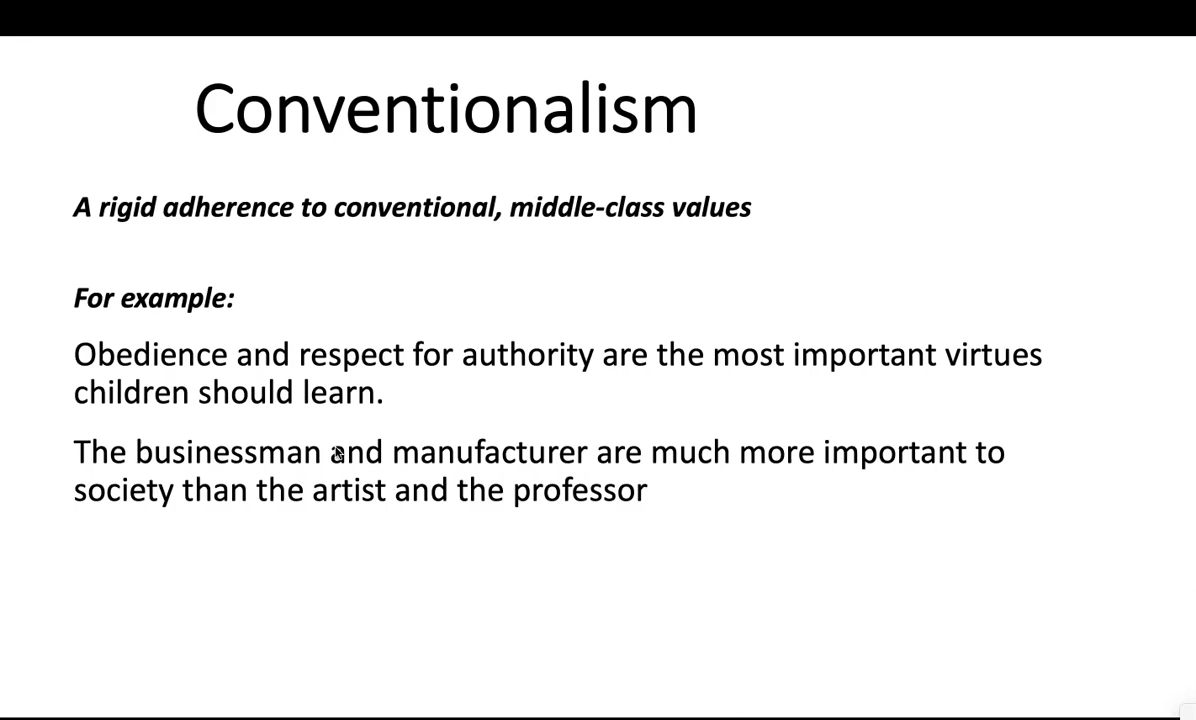 Conventionalism
A rigid adherence to conventional, middle-class values
For example:
Obedience and respect for authority are the most important virtues
children should learn.
The businessman and manufacturer are much more important to
society than the artist and the professor